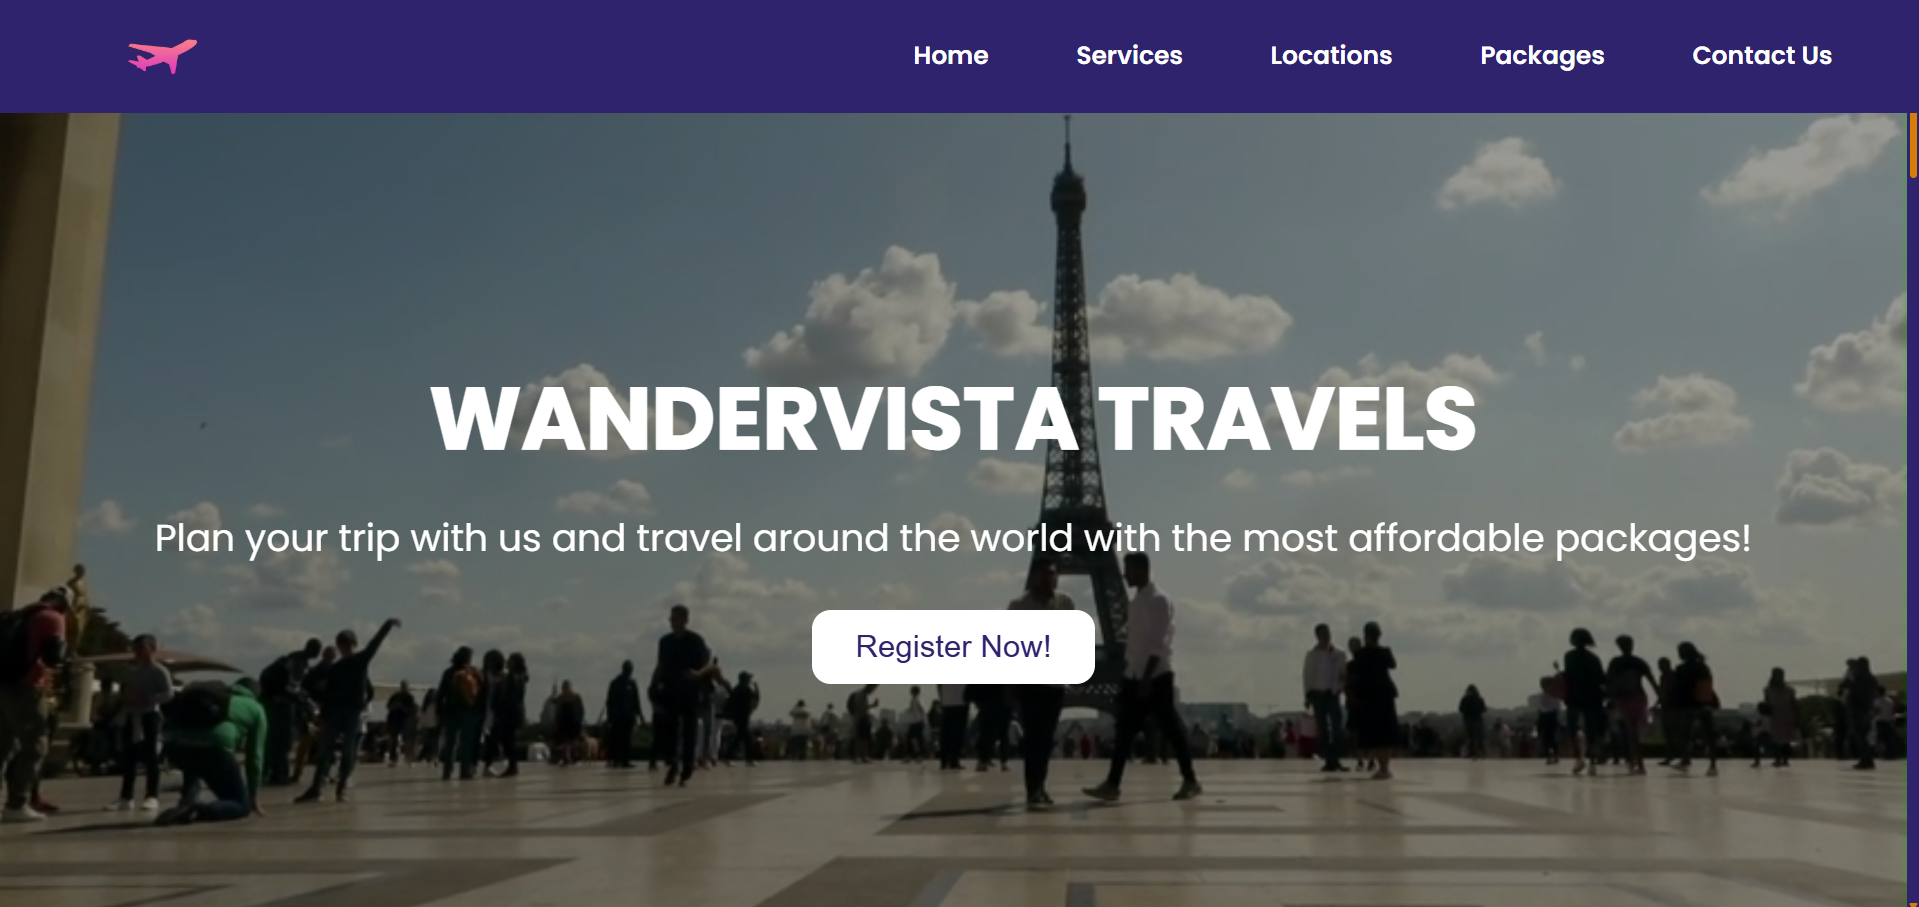 Home Services Locations Packages Contact Us
WANDERVISTA TRAVELS
Plan your trip with us and travel around the world with the most affordable packages!
Register Now!